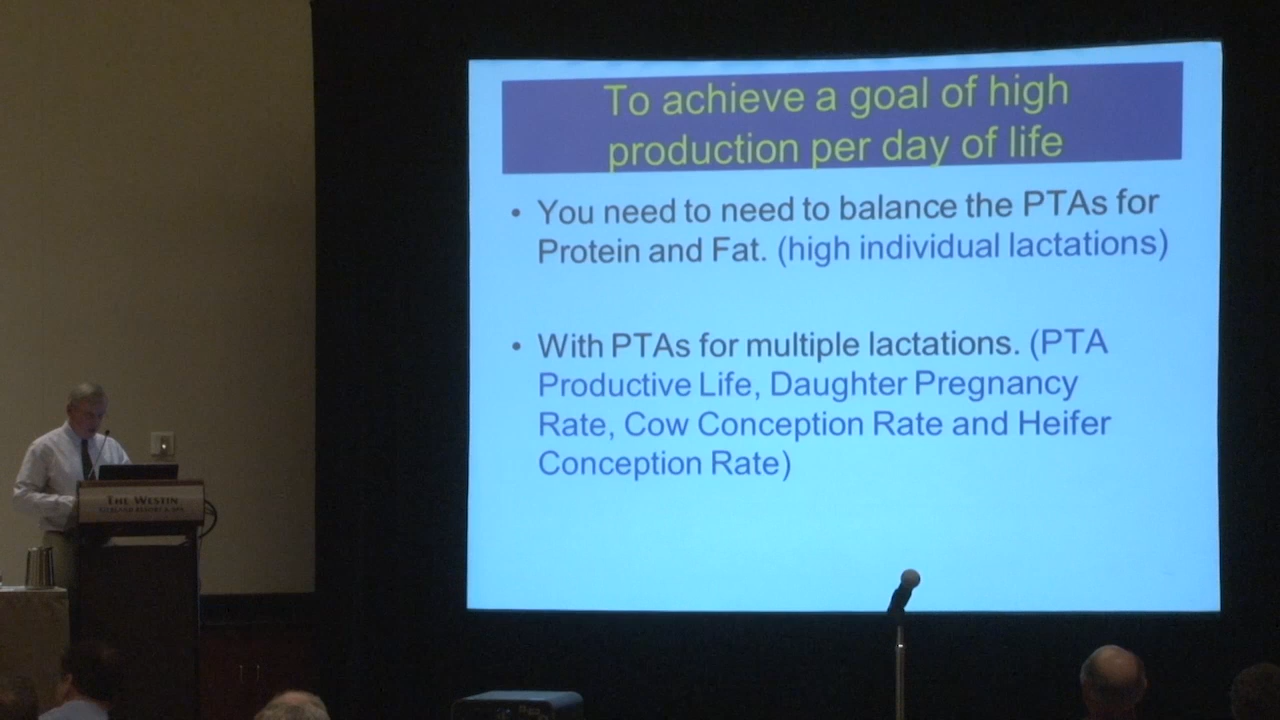 To achieve a goal of high
production per day of life
• You need to need to balance the PTAs for
Protein and Fat. (high individual lactations)
• With PTAs for multiple lactations. (PTA
Productive Life, Daughter Pregnancy
Rate, Cow Conception Rate and Heifer
Conception Rate)
THE WESTIN